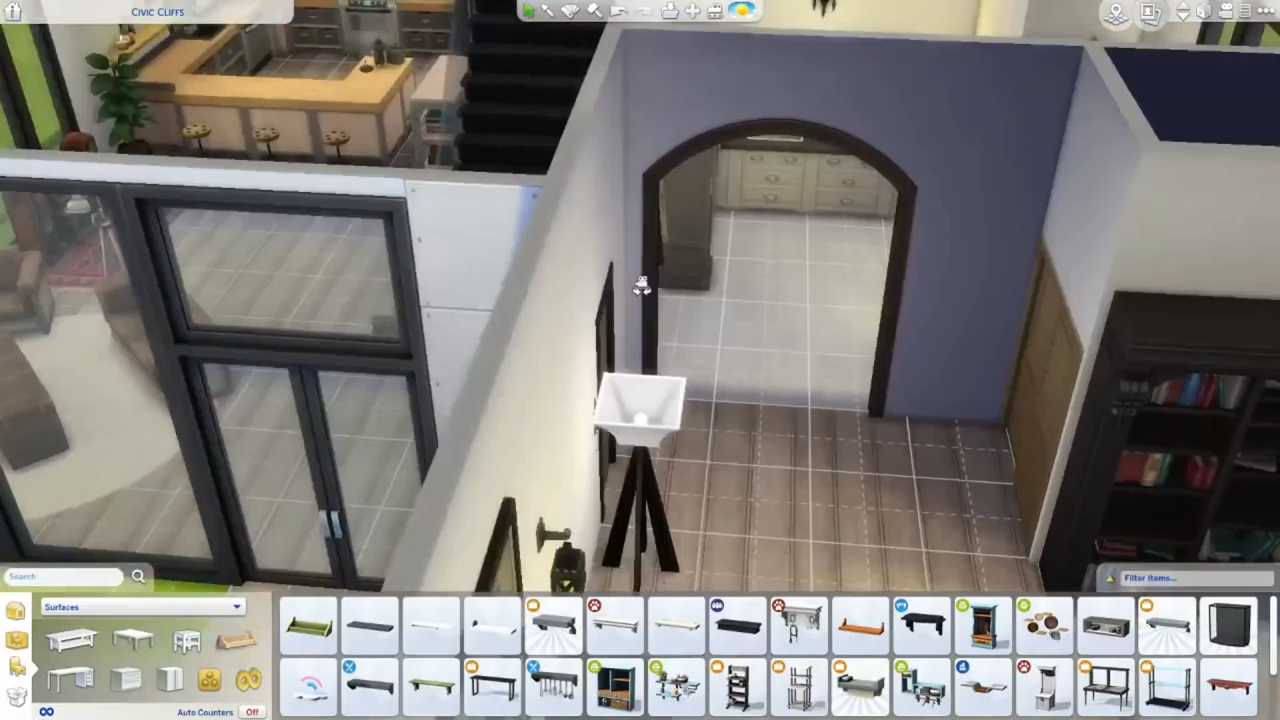 CIVIC CLIFFS
Search
Filter Items...
Surfaces
Auto Counters
Off